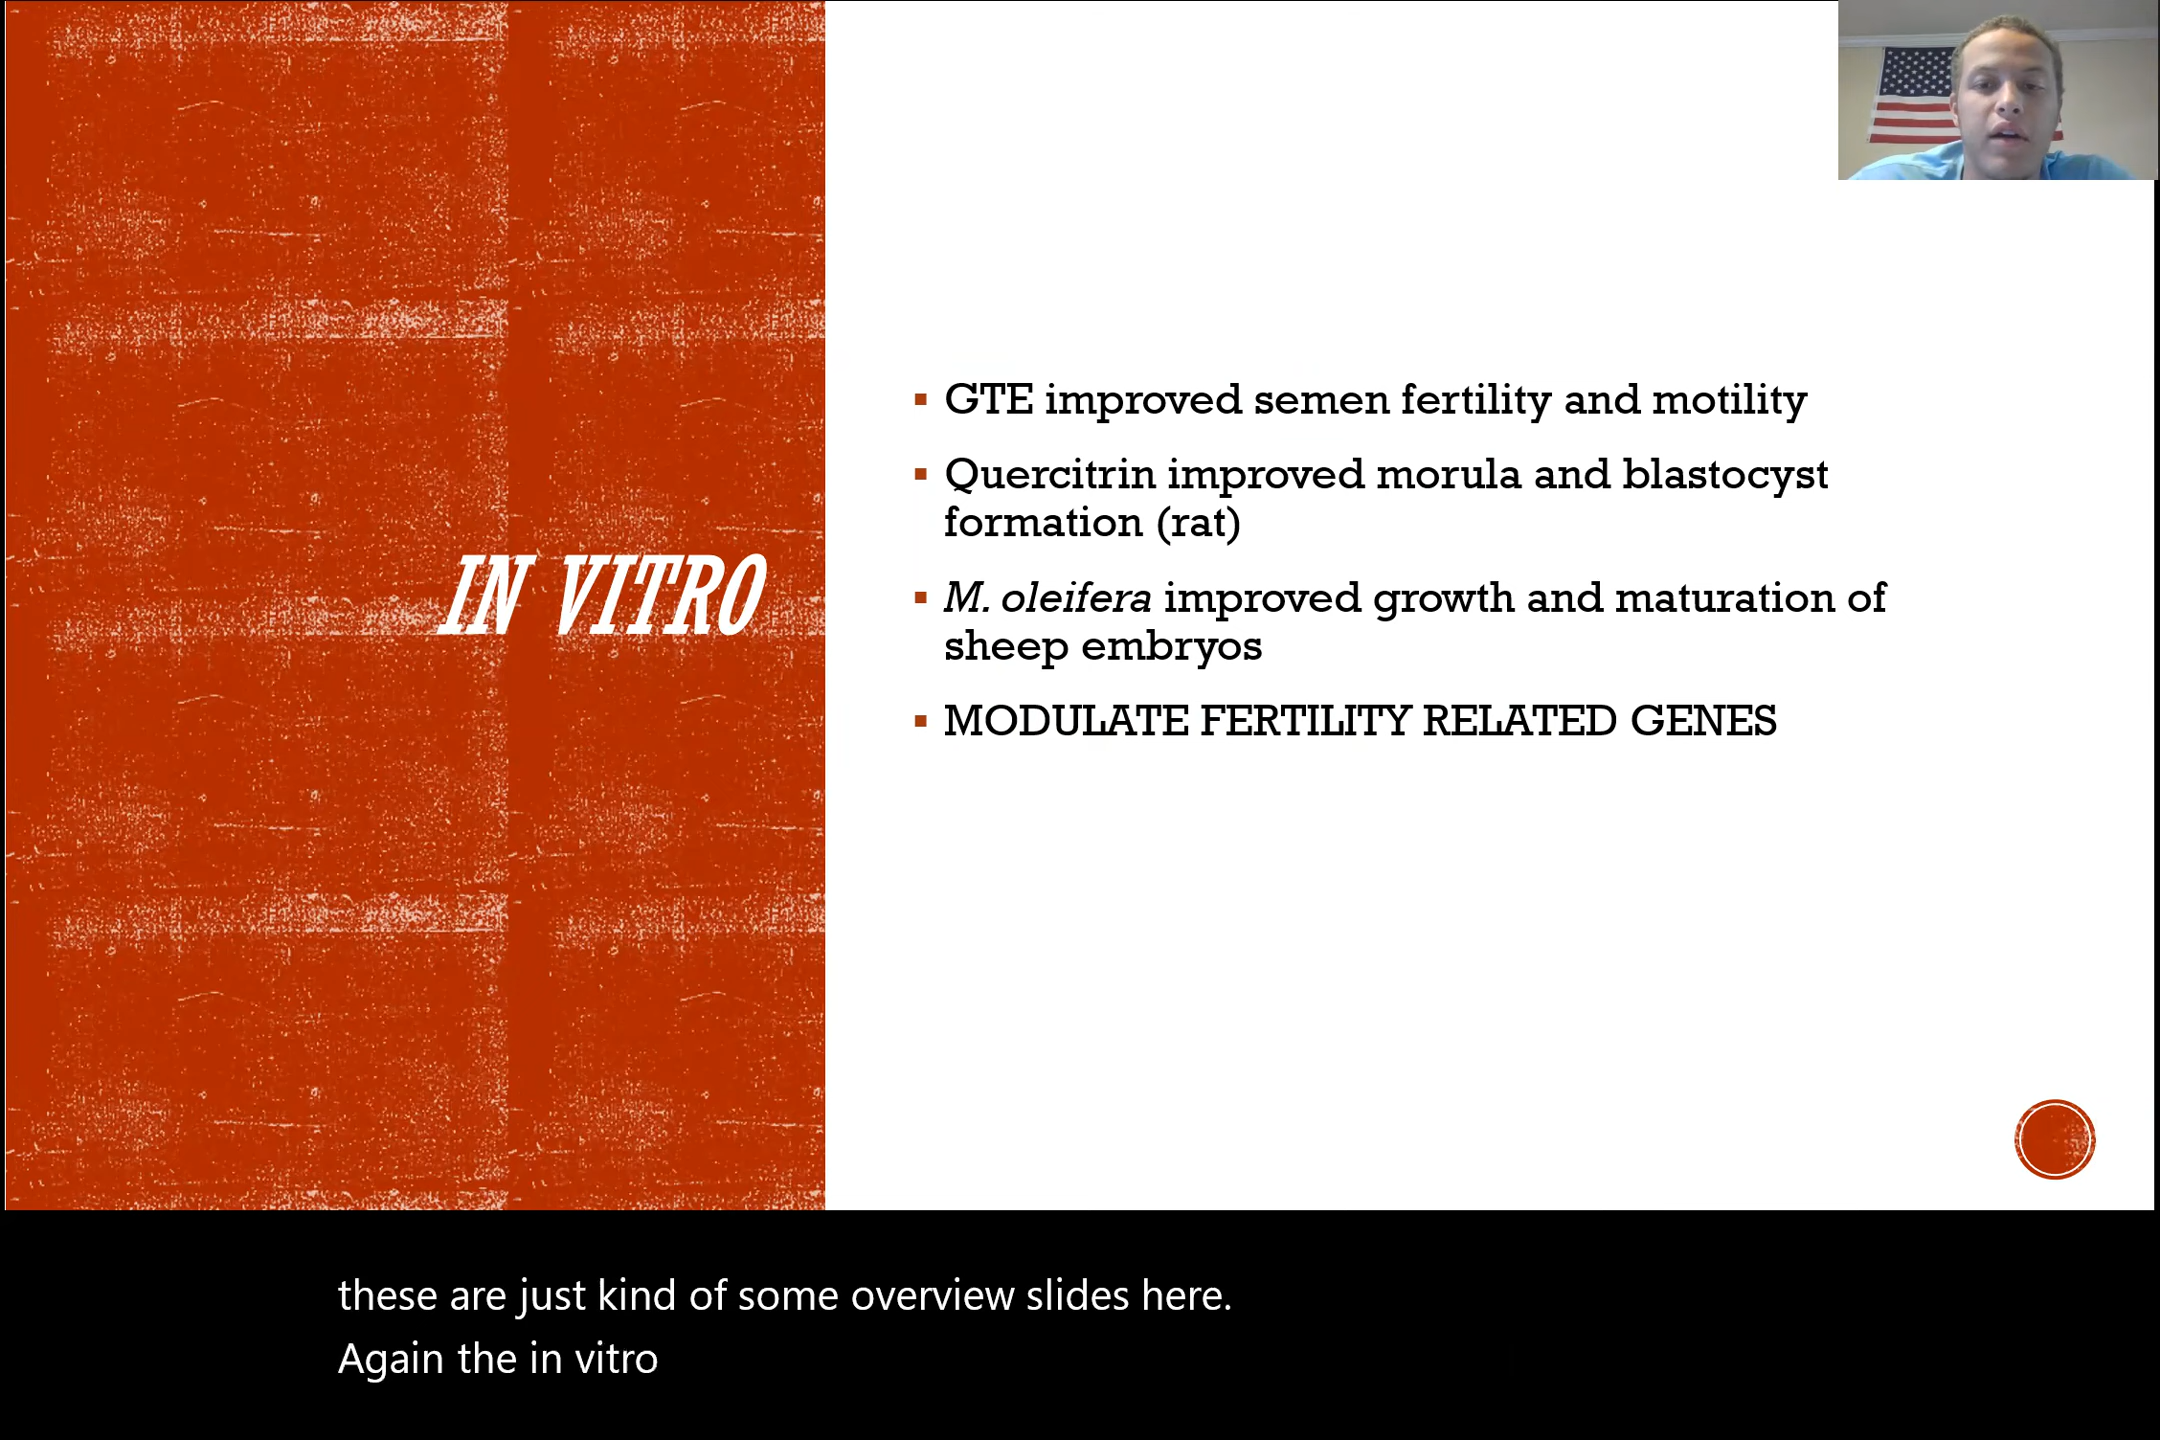 IN VITRO
GTE improved semen fertility and motility
Quercitrin improved morula and blastocyst
formation (rat)
M. oleifera improved growth and maturation of
sheep embryos
MODULATE FERTILITY RELATED GENES
these are just kind of some overview slides here.
Again the in vitro